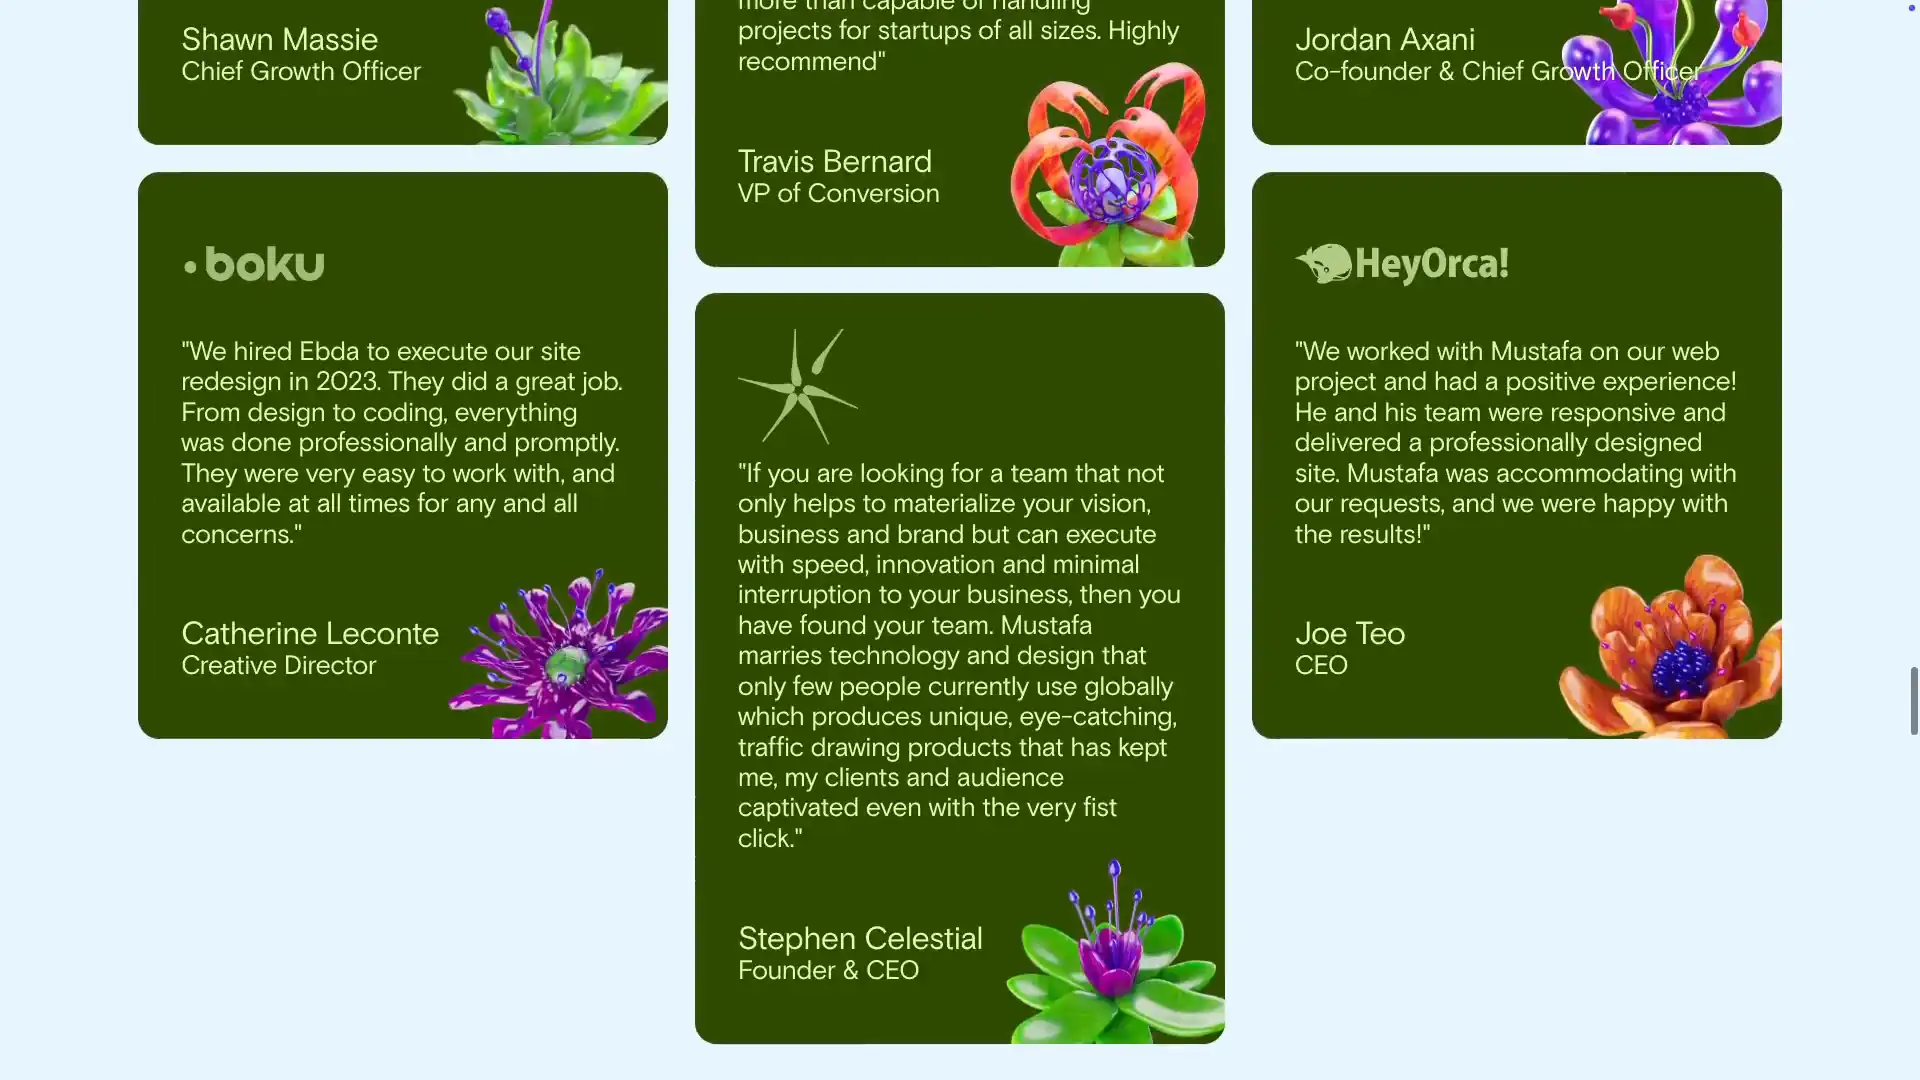 Shawn Massie
Chief Growth Officer
projects for startups of all sizes. Highly
recommend"
Travis Bernard
VP of Conversion
Jordan Axani
Co-founder & Chief Growth Officer
boku
"We hired Ebda to execute our site
redesign in 2023. They did a great job.
From design to coding, everything
was done professionally and promptly.
They were very easy to work with, and
available at all times for any and all
concerns."
Catherine Leconte
Creative Director
"If you are looking for a team that not
only helps to materialize your vision,
business and brand but can execute
with speed, innovation and minimal
interruption to your business, then you
have found your team. Mustafa
marries technology and design that
only few people currently use globally
which produces unique, eye-catching,
traffic drawing products that has kept
me, my clients and audience
captivated even with the very fist
click."
Stephen Celestial
Founder & CEO
HeyOrca!
"We worked with Mustafa on our web
project and had a positive experience!
He and his team were responsive and
delivered a professionally designed
site. Mustafa was accommodating with
our requests, and we were happy with
the results!"
Joe Teo
CEO